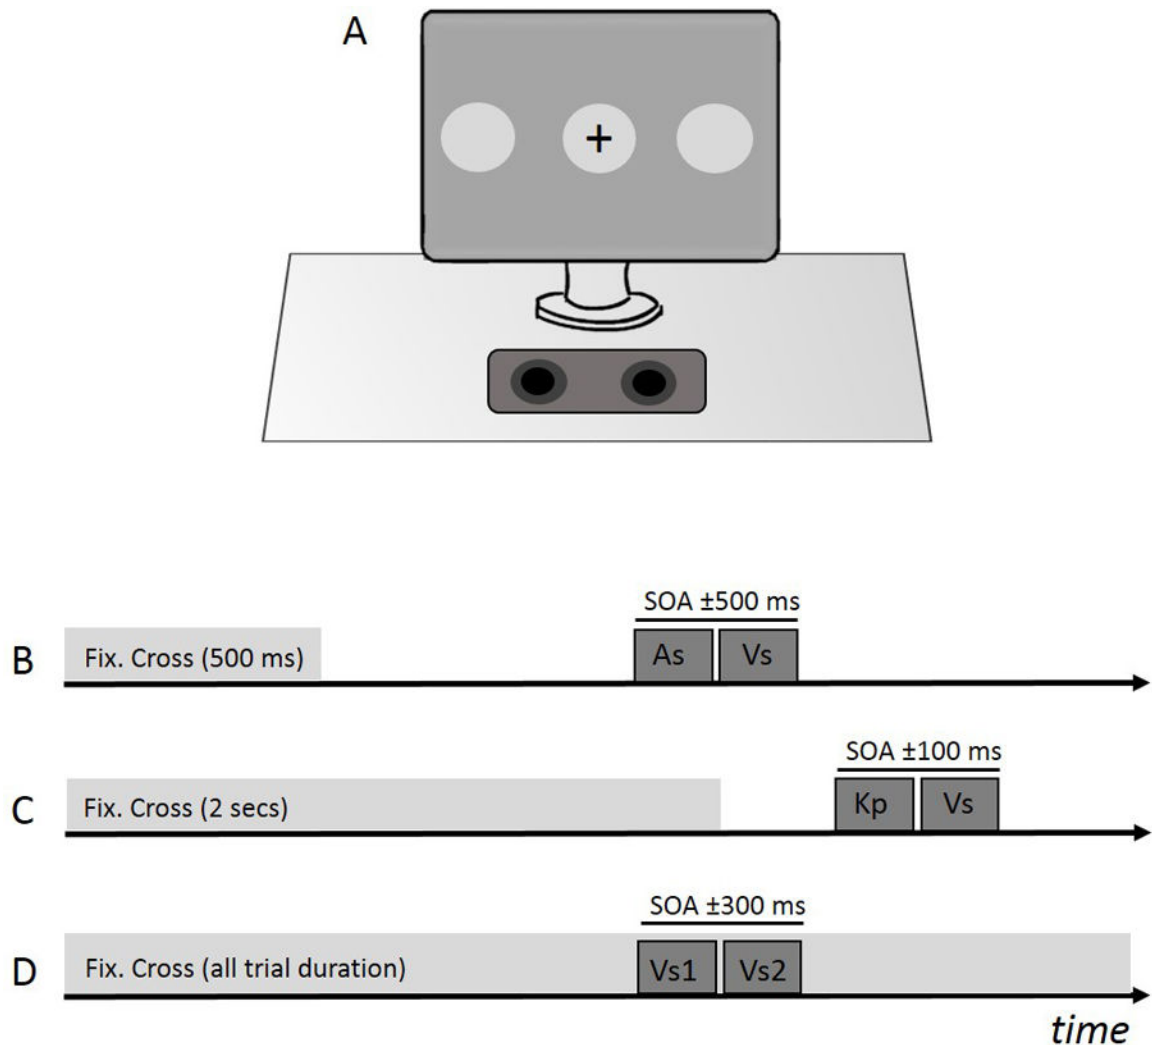 A
+
SOA ±500 ms
B
Fix. Cross (500 ms)
As
Vs
SOA ±100 ms
C
Fix. Cross (2 secs)
Kp
Vs
SOA ±300 ms
D
Fix. Cross (all trial duration)
Vs1
Vs2
time